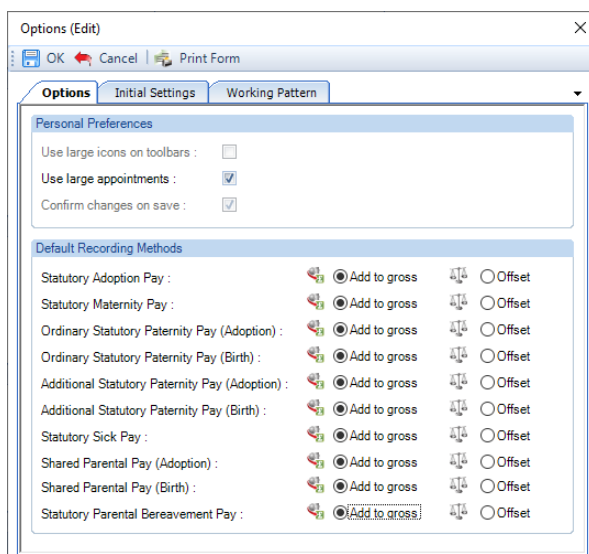 Options (Edit)
OK Cancel Print Form
Options Initial Settings Working Pattern
Personal Preferences
Use large icons on toolbars :
Use large appointments :
Confirm changes on save :
Default Recording Methods
Statutory Adoption Pay : Add to gross Offset
Statutory Maternity Pay : Add to gross Offset
Ordinary Statutory Paternity Pay (Adoption) : Add to gross Offset
Ordinary Statutory Paternity Pay (Birth) : Add to gross Offset
Additional Statutory Paternity Pay (Adoption) : Add to gross Offset
Additional Statutory Paternity Pay (Birth) : Add to gross Offset
Statutory Sick Pay : Add to gross Offset
Shared Parental Pay (Adoption) : Add to gross Offset
Shared Parental Pay (Birth) : Add to gross Offset
Statutory Parental Bereavement Pay : Add to gross Offset